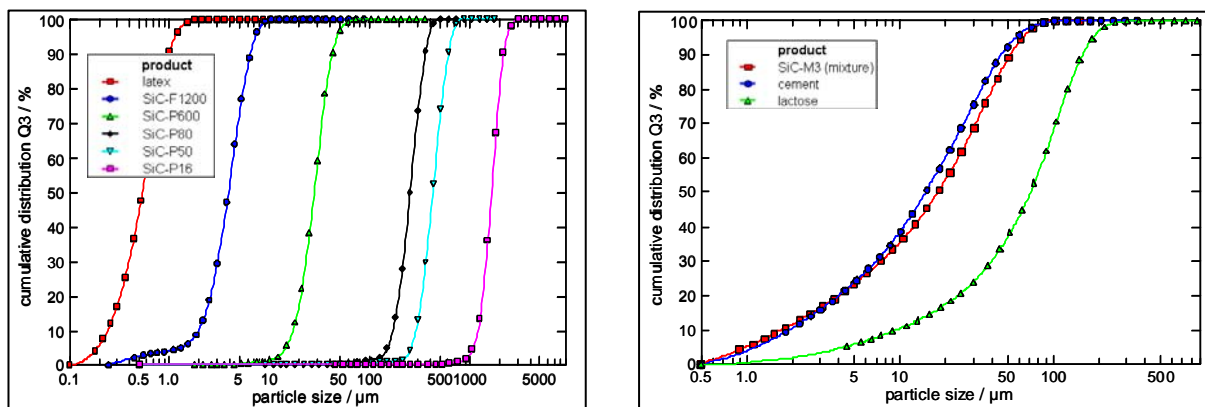 cumulative distribution Q3 / %
100
90
80
70
60
50
40
30
20
10
0
product
latex
SiC-F1200
SiC-P600
SiC-P80
SiC-P50
SiC-P16
0.1 0.5 1.0 5 10 50 100 500 1000 5000
particle size / µm
cumulative distribution Q3 / %
100
90
80
70
60
50
40
30
20
10
0
product
SiC-M3 (mixture)
cement
lactose
0.5 1.0 5 10 50 100 500
particle size / µm